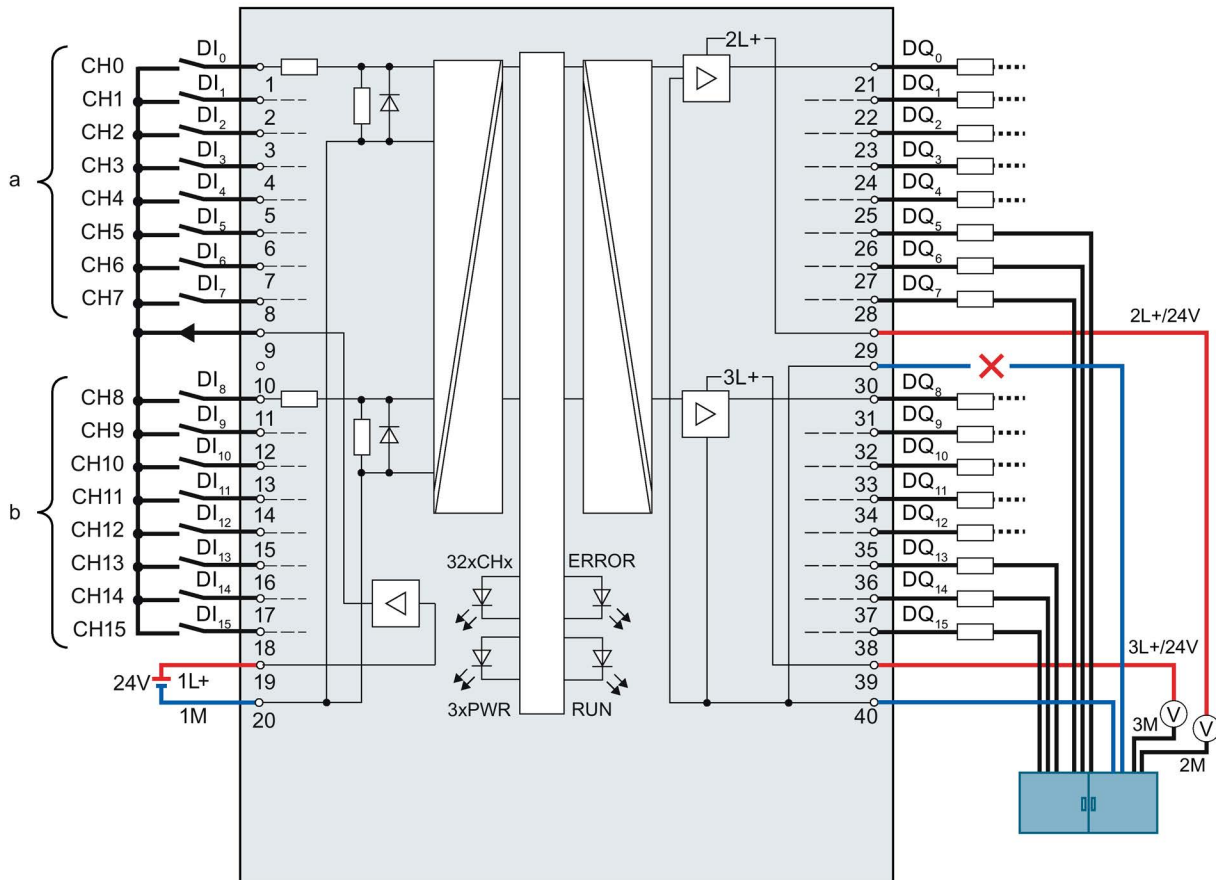 a
CH0
CH1
CH2
CH3
CH4
CH5
CH6
CH7
DI0
DI1
DI2
DI3
DI4
DI5
DI6
DI7
1
2
3
4
5
6
7
8
9
b
CH8
CH9
CH10
CH11
CH12
CH13
CH14
CH15
DI8
DI9
DI10
DI11
DI12
DI13
DI14
DI15
10
11
12
13
14
15
16
17
18
24V
1L+
1M
19
20
2L+
3L+
32xCHx
ERROR
3xPWR
RUN
DQ0
DQ1
DQ2
DQ3
DQ4
DQ5
DQ6
DQ7
21
22
23
24
25
26
27
28
29
2L+/24V
30
DQ8
DQ9
DQ10
DQ11
DQ12
DQ13
DQ14
DQ15
31
32
33
34
35
36
37
38
39
40
3L+/24V
V
V
3M
2M